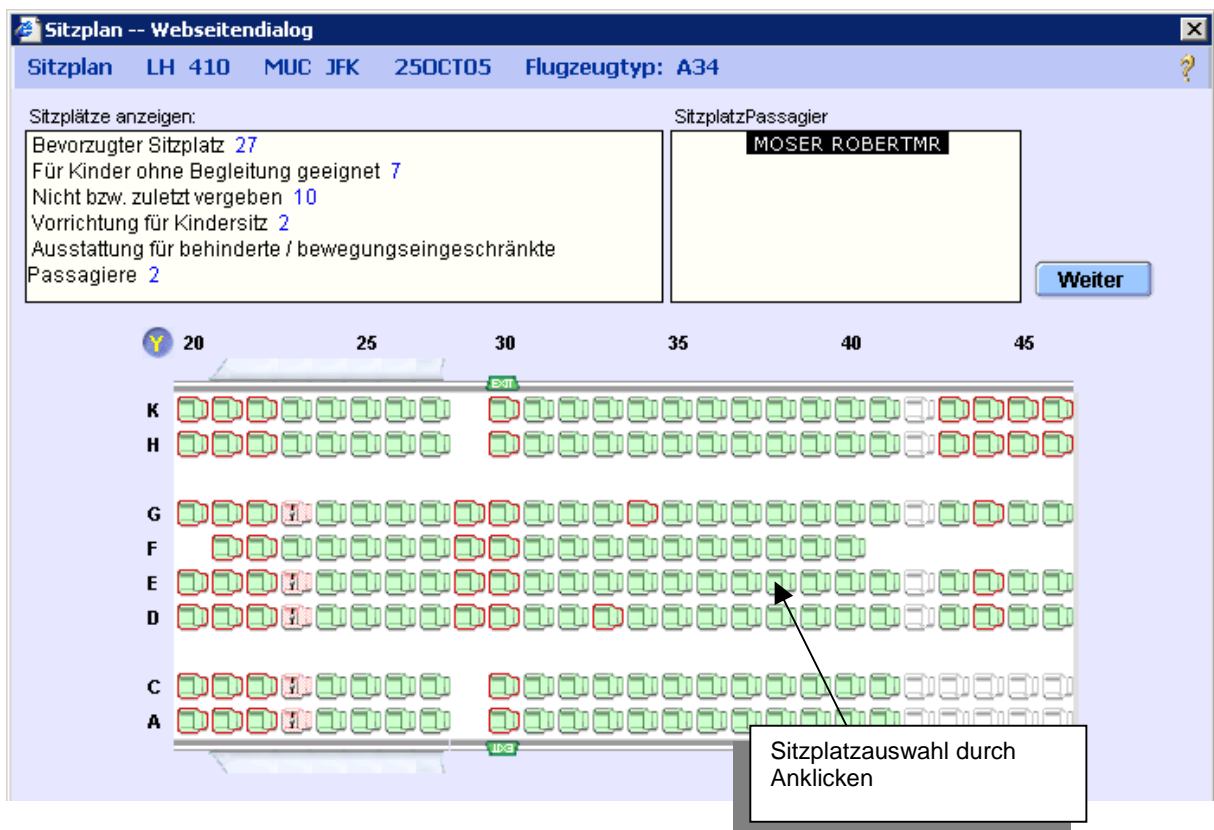 Sitzplan -- Webseitendialog
Sitzplan LH 410 MUC JFK 25OCT05 Flugzeugtyp: A34
Sitzplätze anzeigen:
Bevorzugter Sitzplatz 27
Für Kinder ohne Begleitung geeignet 7
Nicht bzw. zuletzt vergeben 10
Vorrichtung für Kindersitz 2
Ausstattung für behinderte / bewegungseingeschränkte
Passagiere 2
SitzplatzPassagier
MOSER ROBERTMR
Weiter
Y 20 25 30 35 40 45
EXIT
K
H
G
F
E
D
C
A
EXIT
Sitzplatzauswahl durch
Anklicken